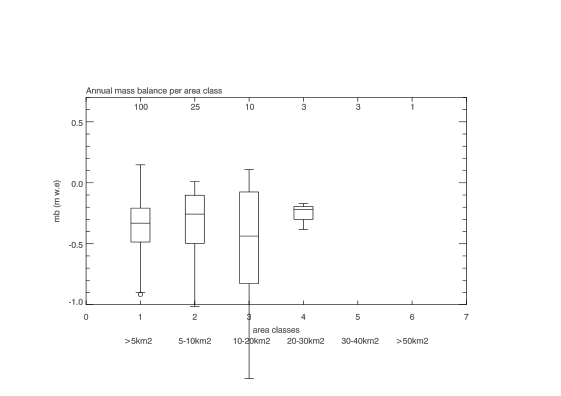 Annual mass balance per area class
100 25 10 3 3 1
0.5
0.0
-0.5
-1.0
mb (m w.e)
0 1 2 3 4 5 6 7
area classes
>5km2 5-10km2 10-20km2 20-30km2 30-40km2 >50km2